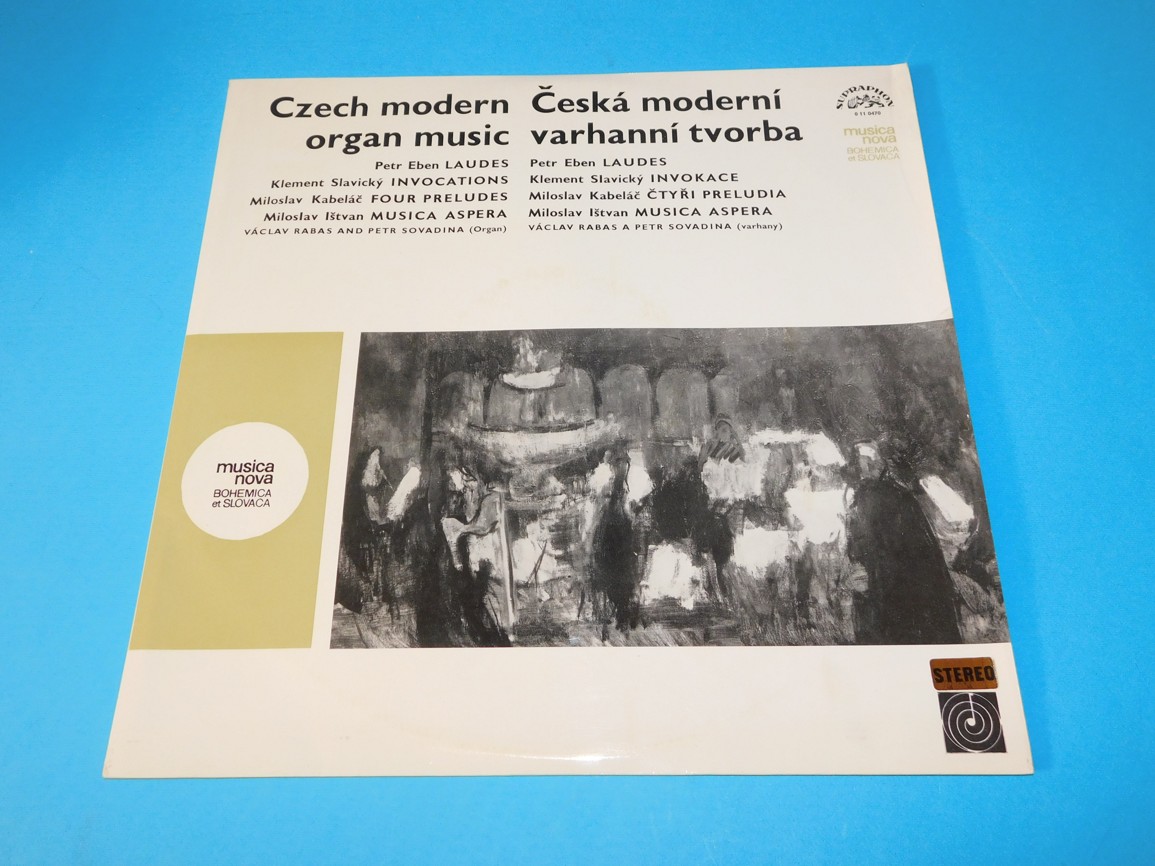 Czech modern
organ music
Petr Eben LAUDES
Klement Slavický INVOCATIONS
Miloslav Kabeláč FOUR PRELUDES
Miloslav Ištvan MUSICA ASPERA
VÁCLAV RABAS AND PETR SOVADINA (Organ)
Česká moderní
varhanní tvorba
Petr Eben LAUDES
Klement Slavický INVOKACE
Miloslav Kabeláč ČTYŘI PRELUDIA
Miloslav Ištvan MUSICA ASPERA
VÁCLAV RABAS A PETR SOVADINA (varhany)
SUPRAPHON
0 11 0470
musica
nova
BOHEMICA
et SLOVACA
musica
nova
BOHEMICA
et SLOVACA
STEREO